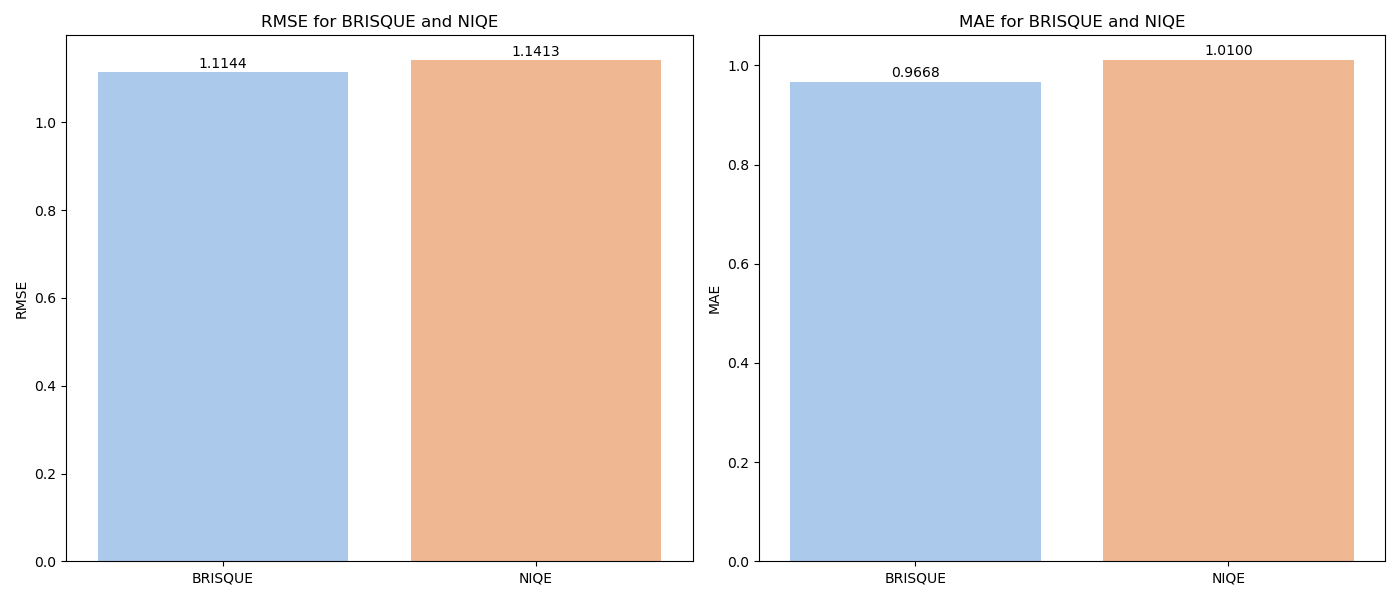 RMSE for BRISQUE and NIQE
1.1144
1.1413
1.0
0.8
0.6
0.4
0.2
0.0
RMSE
BRISQUE
NIQE
MAE for BRISQUE and NIQE
0.9668
1.0100
1.0
0.8
0.6
0.4
0.2
0.0
MAE
BRISQUE
NIQE